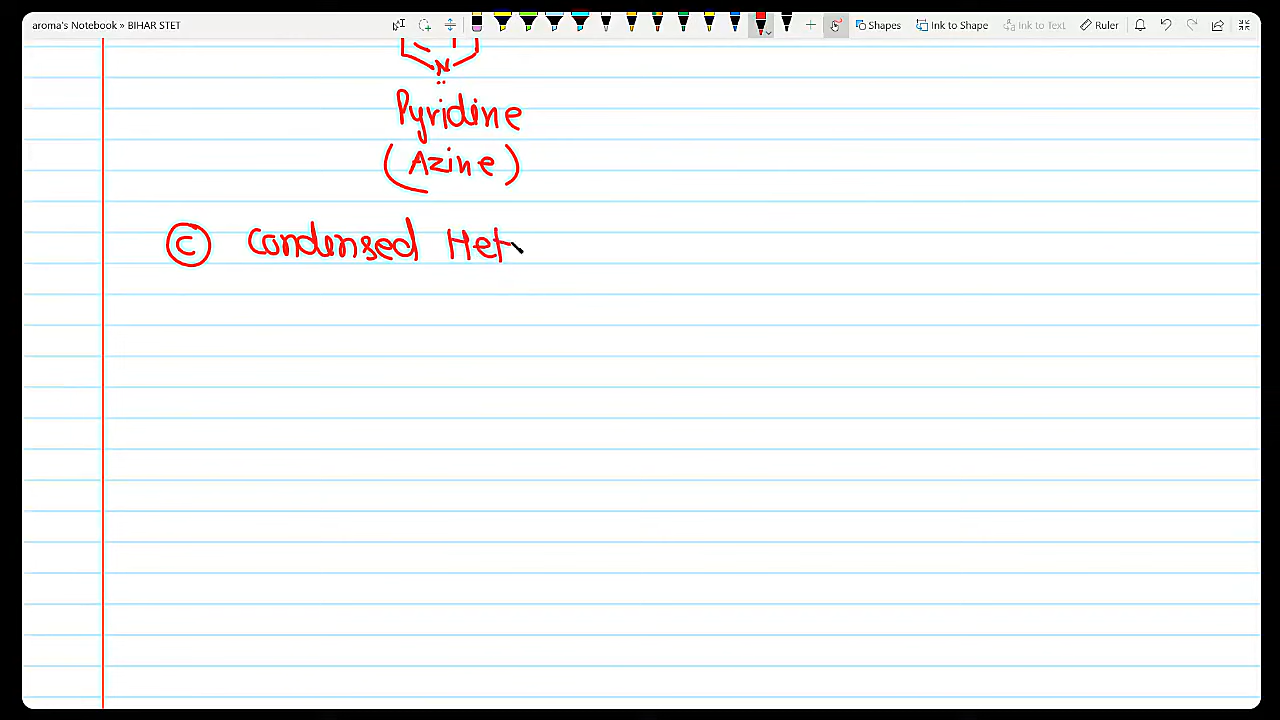 aroma's Notebook » BIHAR STET
Shapes
Ink to Shape
Ink to Text
Ruler
N
Pyridine
(Azine)
C Condensed Het